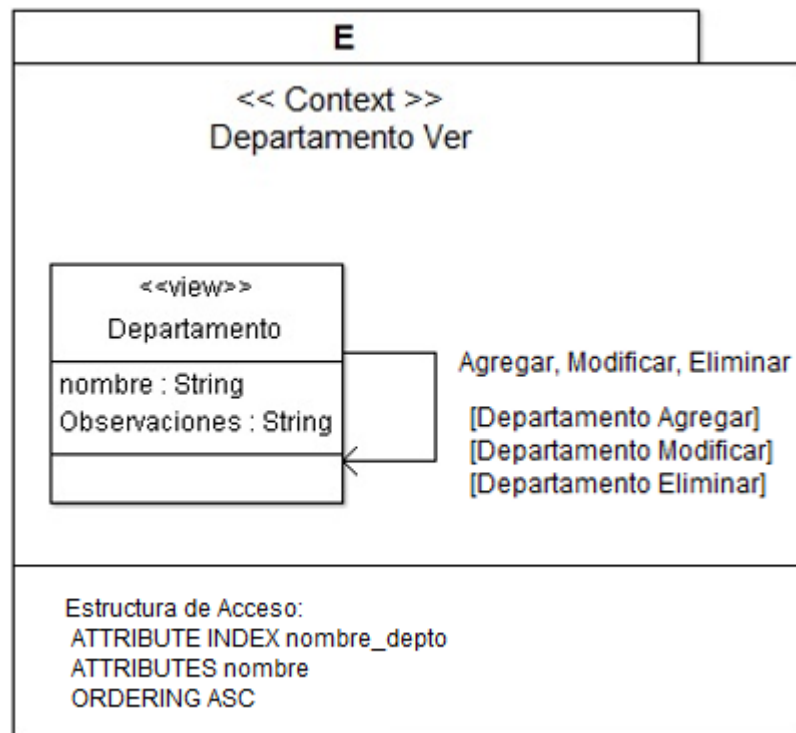 E
<< Context >>
Departamento Ver
<<view>>
Departamento
nombre : String
Observaciones : String
Agregar, Modificar, Eliminar
[Departamento Agregar]
[Departamento Modificar]
[Departamento Eliminar]
Estructura de Acceso:
ATTRIBUTE INDEX nombre_depto
ATTRIBUTES nombre
ORDERING ASC